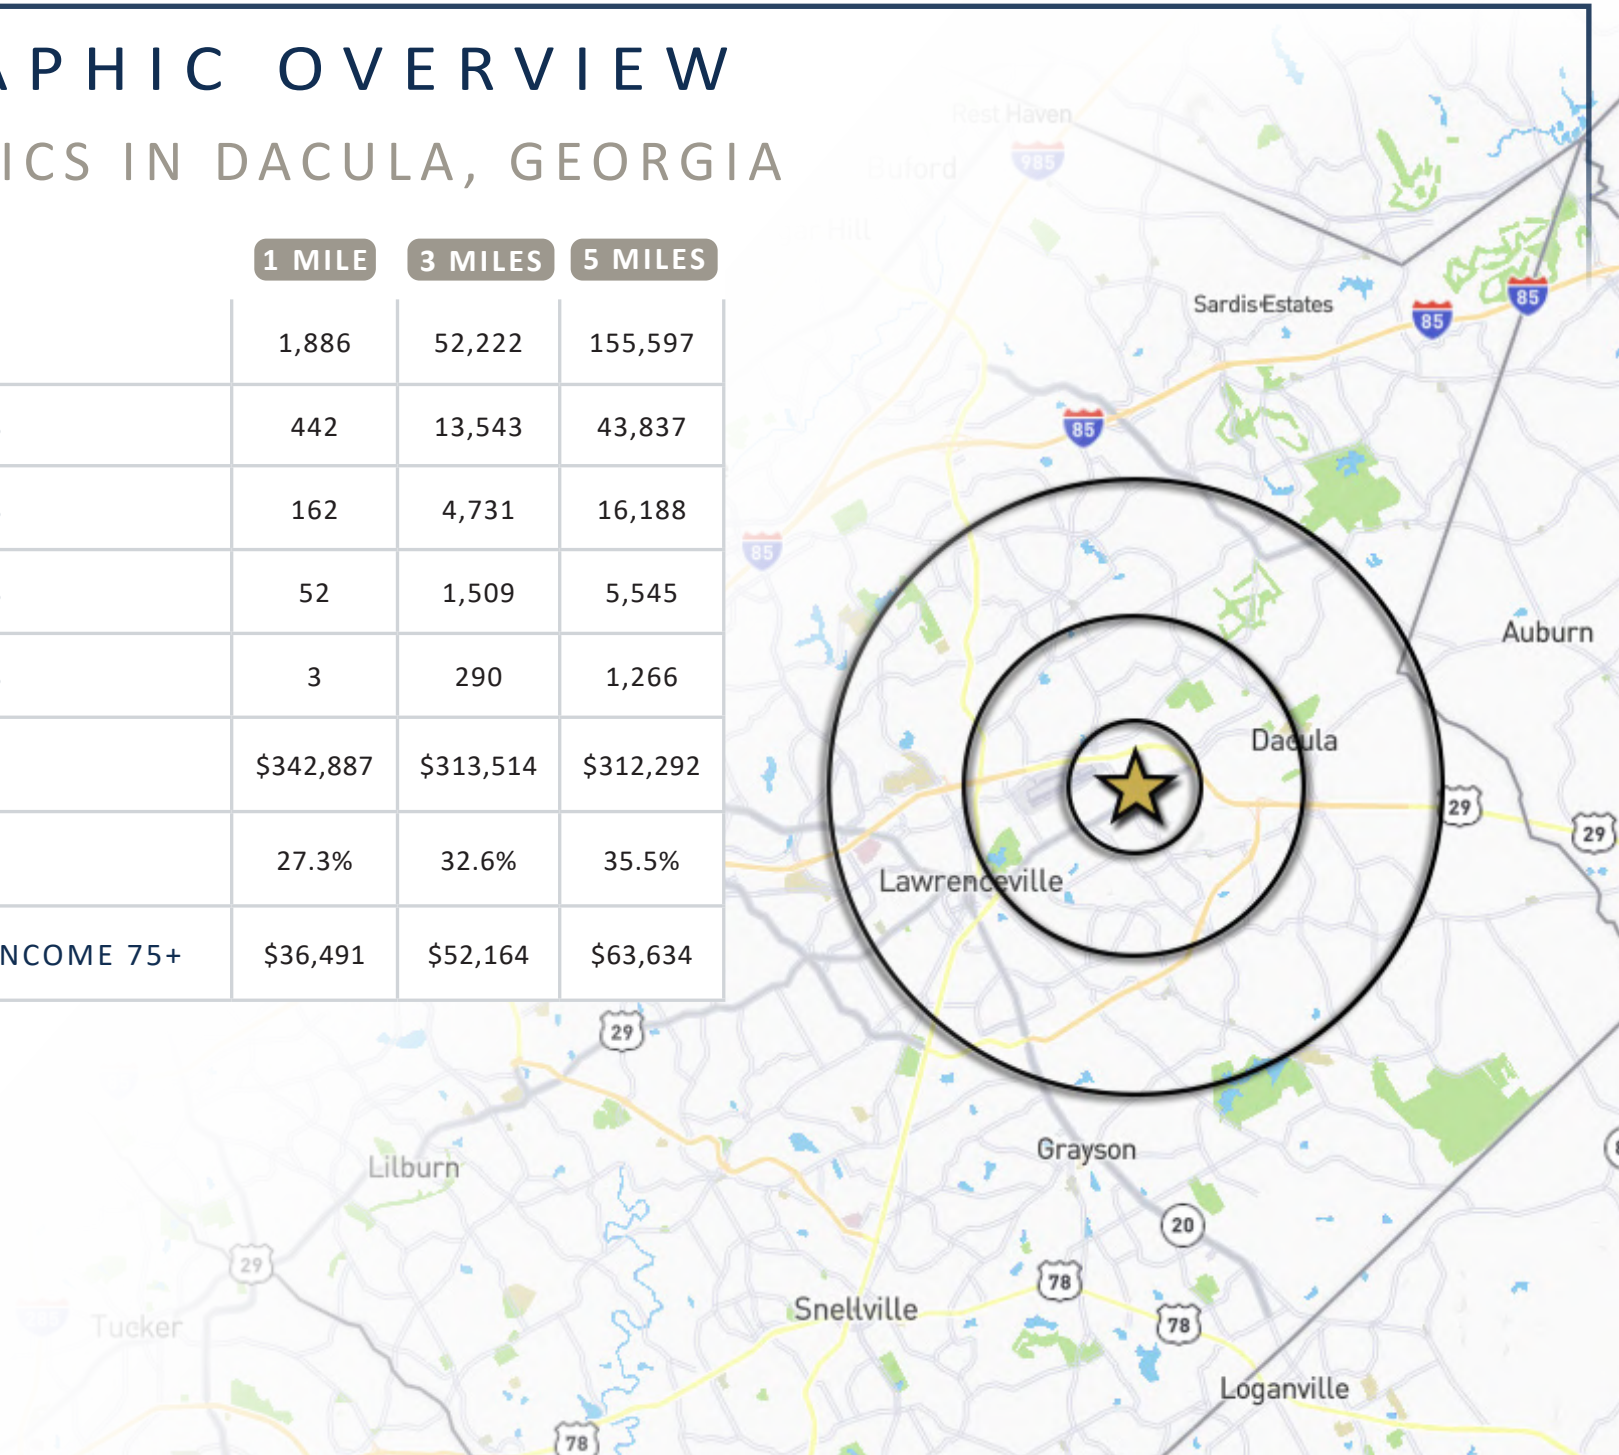 APHIC OVERVIEW
ICS IN DACULA, GEORGIA
1 MILE 3 MILES 5 MILES
1,886 52,222 155,597
442 13,543 43,837
162 4,731 16,188
52 1,509 5,545
3 290 1,266
$342,887 $313,514 $312,292
27.3% 32.6% 35.5%
NCOME 75+ $36,491 $52,164 $63,634
Rest Haven
985
Buford
Hill
Sardis Estates
85
85
85
85
Auburn
Dacula
29
29
Lawrenceville
29
Grayson
Lilburn
20
29
78
Tucker
Snellville
78
Loganville
78